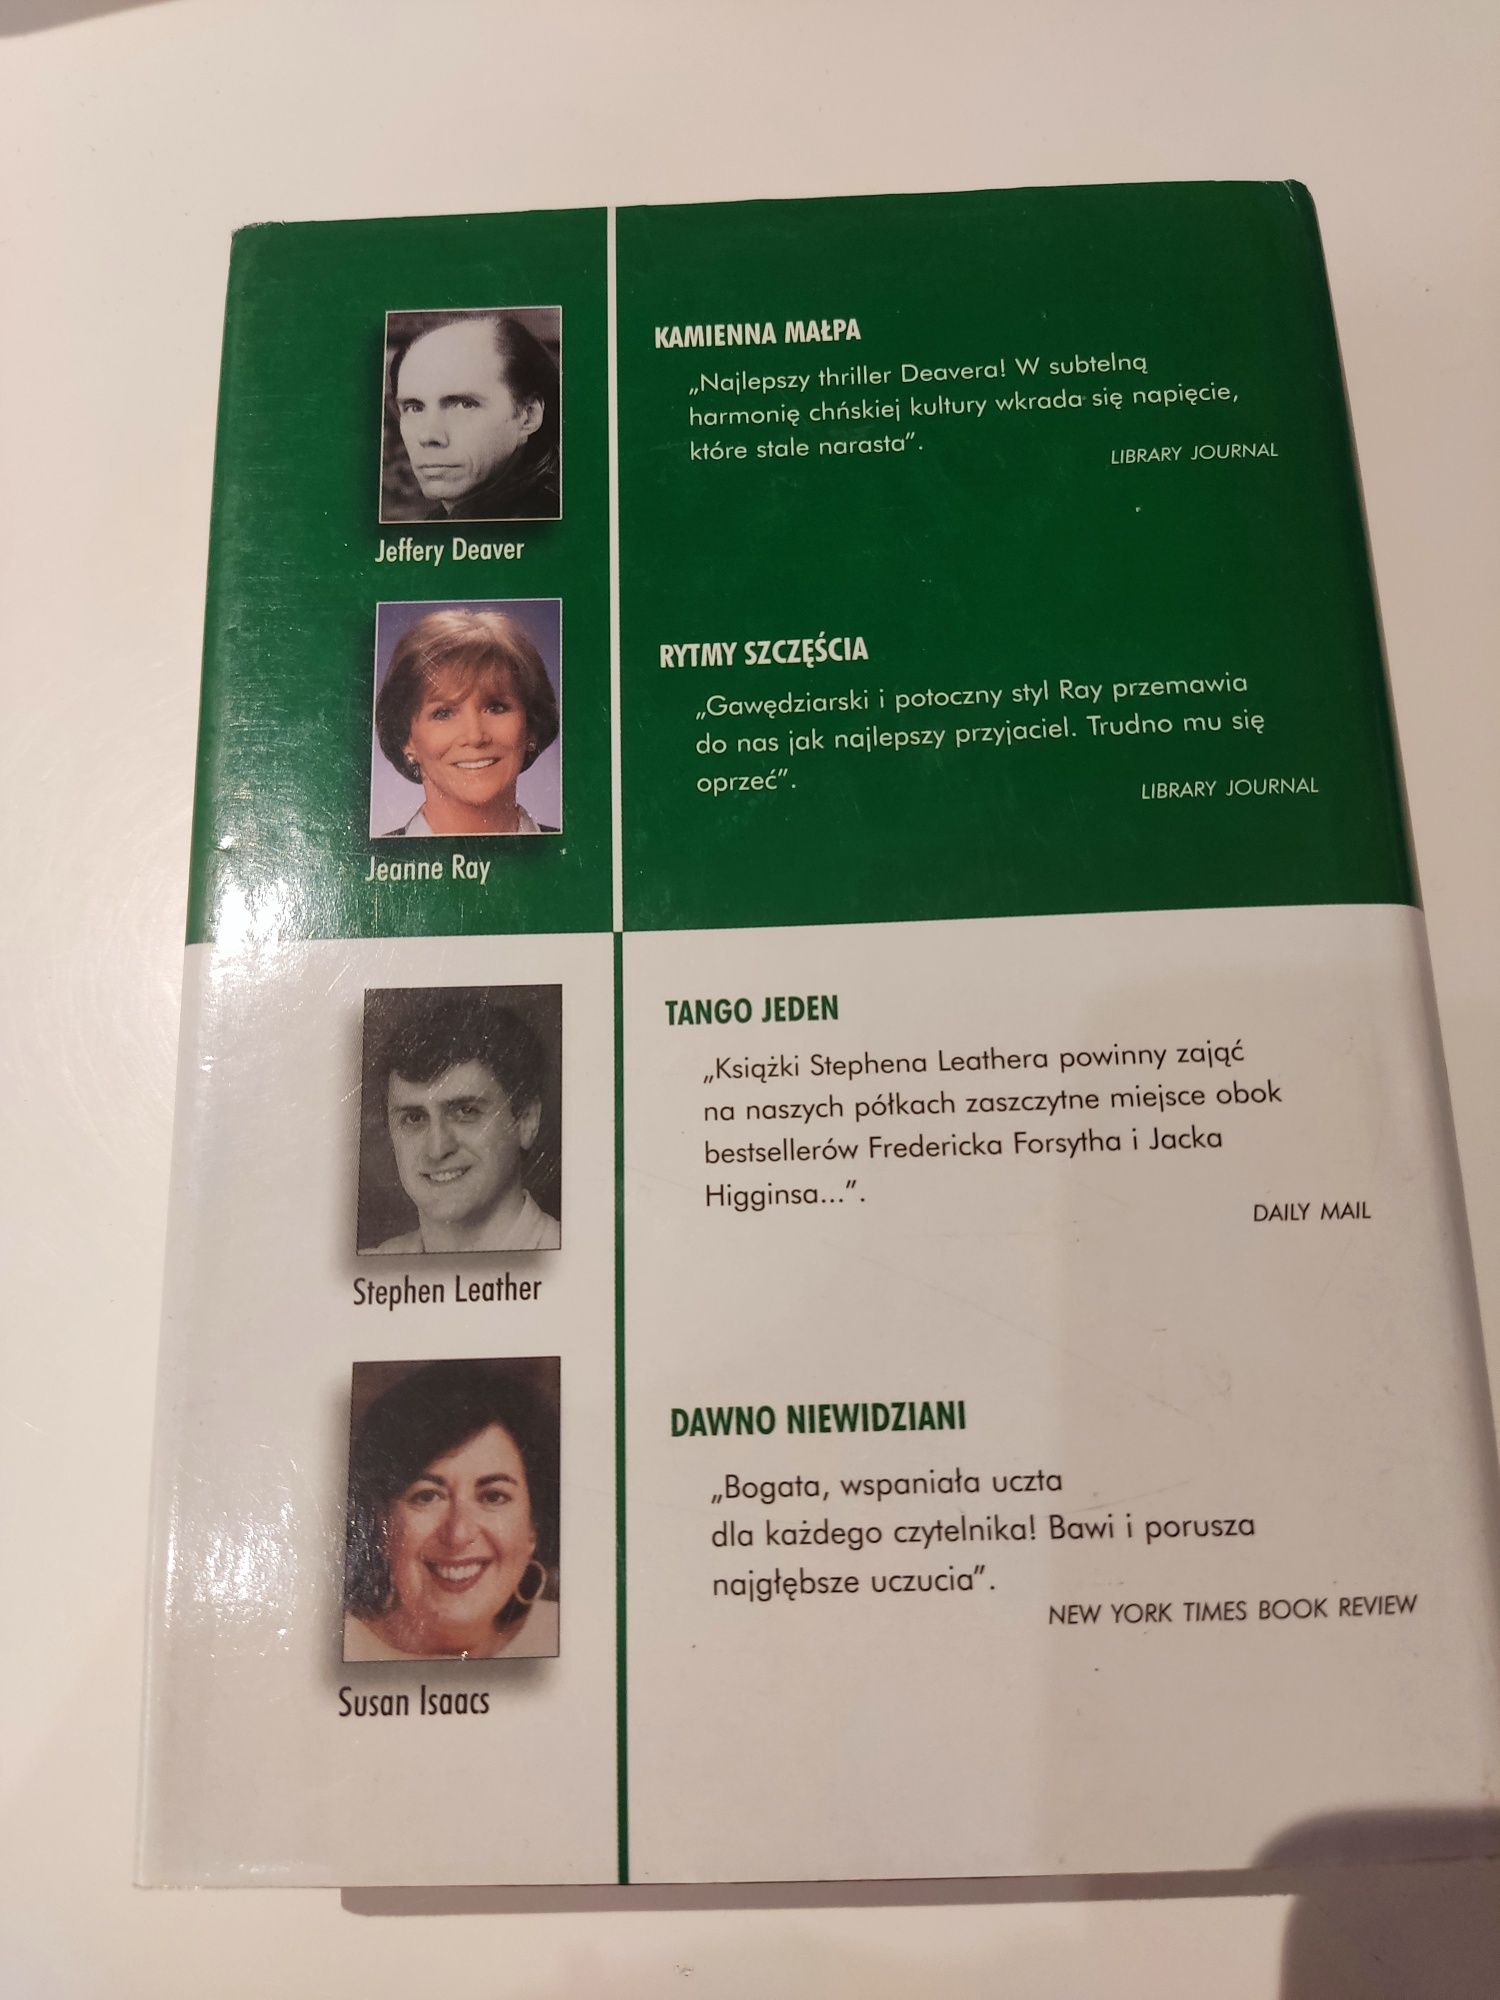 KAMIENNA MAŁPA
„Najlepszy thriller Deavera! W subtelną
harmonię chńskiej kultury wkrada się napięcie,
które stale narasta”.
LIBRARY JOURNAL
Jeffery Deaver
RYTMY SZCZĘŚCIA
„Gawędziarski i potoczny styl Ray przemawia
do nas jak najlepszy przyjaciel. Trudno mu się
oprzeć”.
LIBRARY JOURNAL
Jeanne Ray
TANGO JEDEN
„Książki Stephena Leathera powinny zająć
na naszych półkach zaszczytne miejsce obok
bestsellerów Fredericka Forsytha i Jacka
Higginsa...”.
DAILY MAIL
Stephen Leather
DAWNO NIEWIDZIANI
„Bogata, wspaniała uczta
dla każdego czytelnika! Bawi i porusza
najgłębsze uczucia”.
NEW YORK TIMES BOOK REVIEW
Susan Isaacs